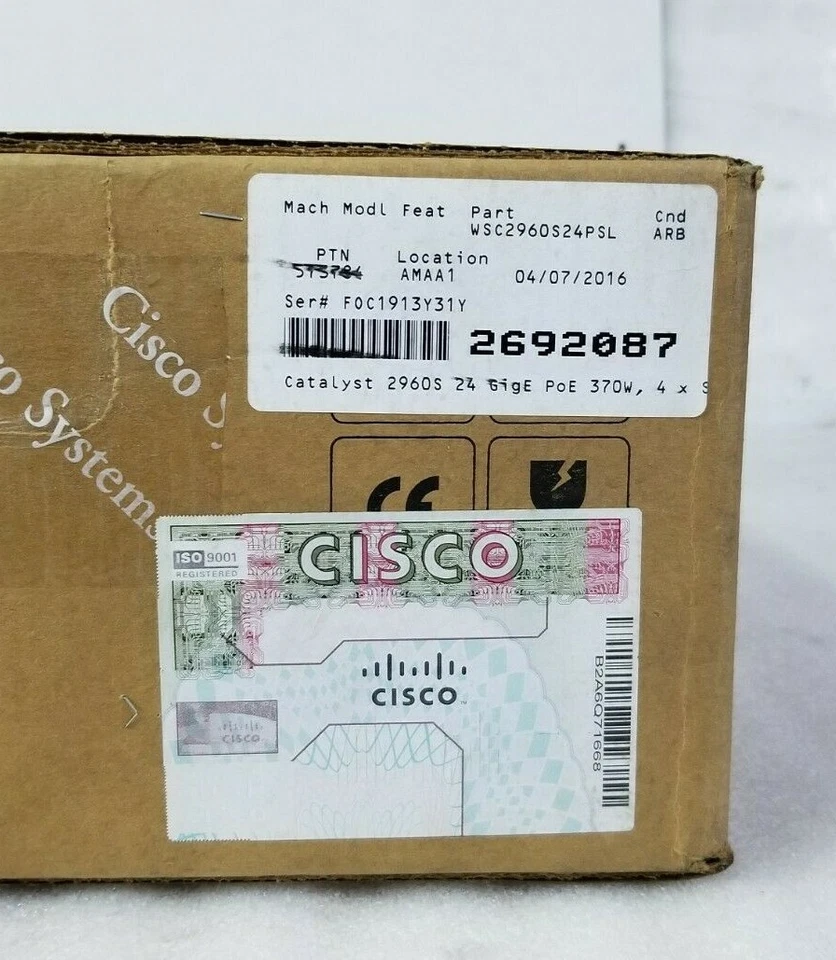 Mach Modl Feat Part Cnd
WSC2960S24PSL ARB
PTN Location
AMAA1 04/07/2016
Ser# FOC1913Y31Y
2692087
Catalyst 2960S 24 GigE PoE 370W, 4 x S
Cisco S
o Systems
CE
ISO 9001
REGISTERED
CISCO
CISCO
CISCO
B2A6Q71668